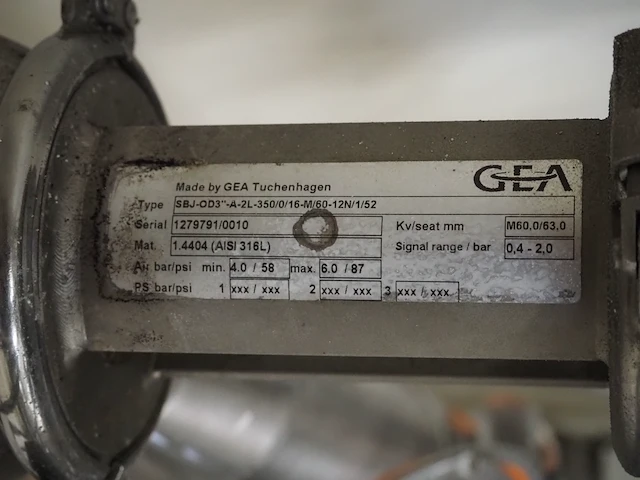 GEA
Made by GEA Tuchenhagen
Type SBJ-OD3"-A-2L-350/0/16-M/60-12N/1/52
Serial 1279791/0010 Kv/seat mm M60.0/63,0
Mat. 1.4404 (AISI 316L) Signal range / bar 0,4 - 2,0
Air bar/psi min. 4.0 / 58 max. 6.0 / 87
PS bar/psi 1 xxx / xxx 2 xxx / xxx 3 xxx / xxx